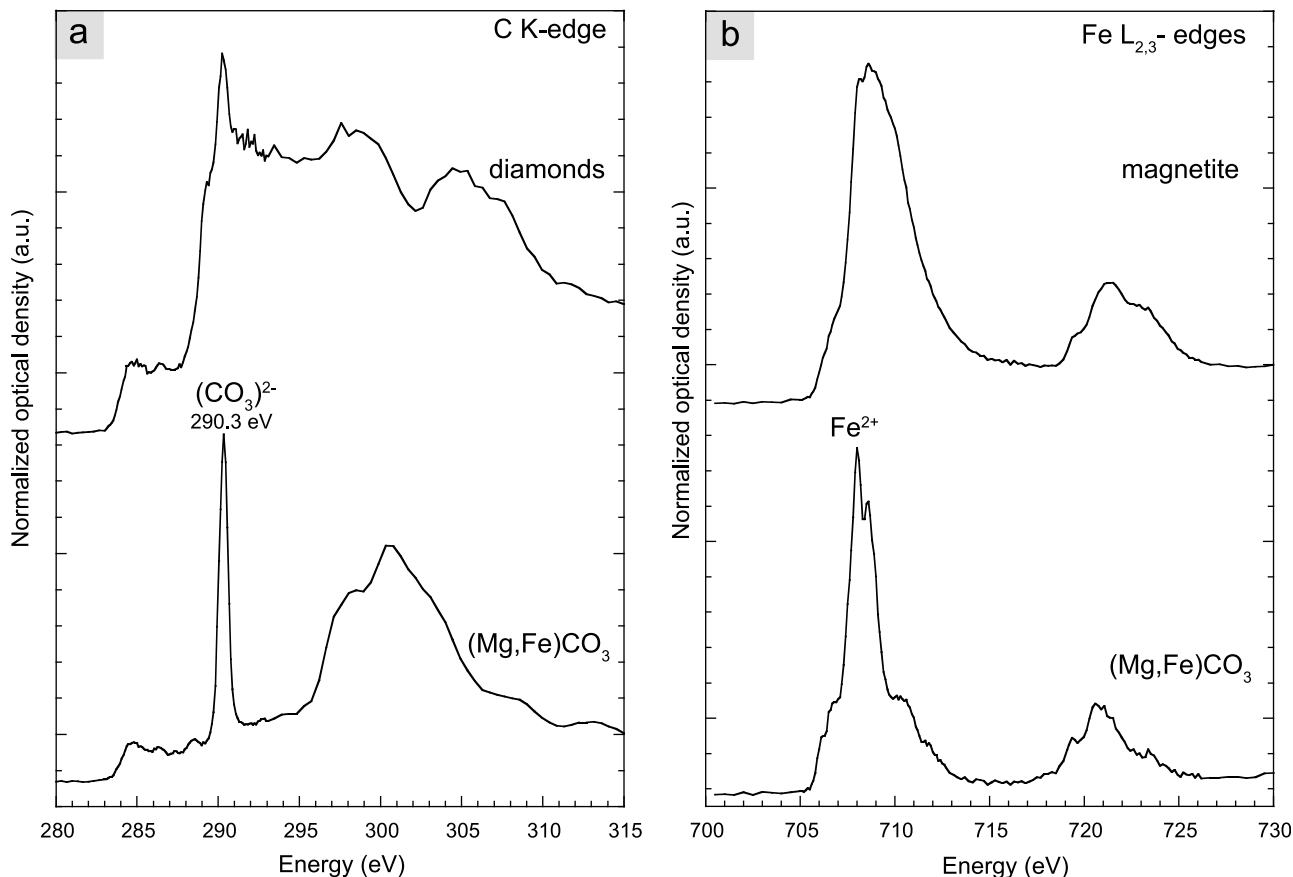 a
C K-edge
diamonds
(CO₃)²⁻
290.3 eV
(Mg,Fe)CO₃
Normalized optical density (a.u.)
280 285 290 295 300 305 310 315
Energy (eV)
b
Fe L₂,₃- edges
magnetite
Fe²⁺
(Mg,Fe)CO₃
Normalized optical density (a.u.)
700 705 710 715 720 725 730
Energy (eV)